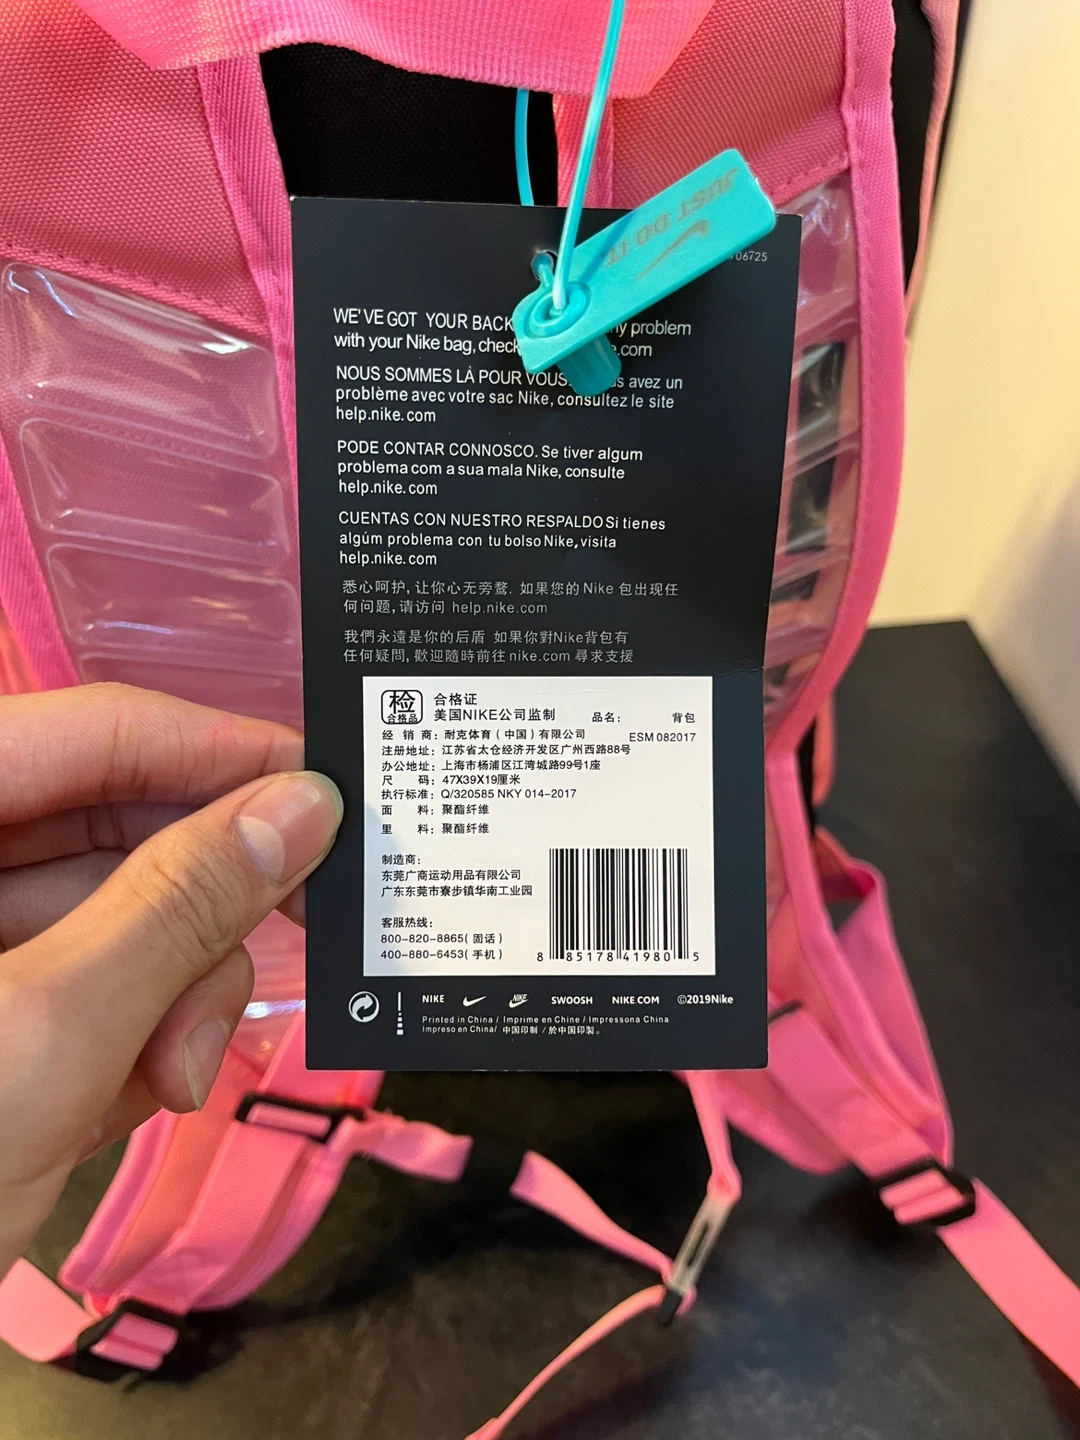 JUST DO IT
706725
WE'VE GOT YOUR BACK
problem
with your Nike bag, check
.com
NOUS SOMMES LÀ POUR VOUS. avez un
problème avec votre sac Nike, consultez le site
help.nike.com
PODE CONTAR CONNOSCO. Se tiver algum
problema com a sua mala Nike, consulte
help.nike.com
CUENTAS CON NUESTRO RESPALDO Si tienes
algúm problema con tu bolso Nike, visita
help.nike.com
悉心呵护, 让你心无旁鹜. 如果您的 Nike 包出现任
何问题, 请访问 help.nike.com
我們永遠是你的后盾 如果你對Nike背包有
任何疑問, 歡迎隨時前往 nike.com 尋求支援
检
合格品
合格证
美国NIKE公司监制 品名: 背包
经销商: 耐克体育（中国）有限公司 ESM 082017
注册地址: 江苏省太仓经济开发区广州西路88号
办公地址: 上海市杨浦区江湾城路99号1座
尺 码: 47X39X19厘米
执行标准: Q/320585 NKY 014-2017
面 料: 聚酯纤维
里 料: 聚酯纤维
制造商:
东莞广商运动用品有限公司
广东东莞市寮步镇华南工业园
客服热线:
800-820-8865( 固话 )
400-880-6453( 手机 )
8 85178 41980 5
NIKE NIKE SWOOSH NIKE.COM ©2019Nike
Printed in China / Imprime en Chine / Impressona China
Impreso en China/ 中国印制 / 於中國印製。